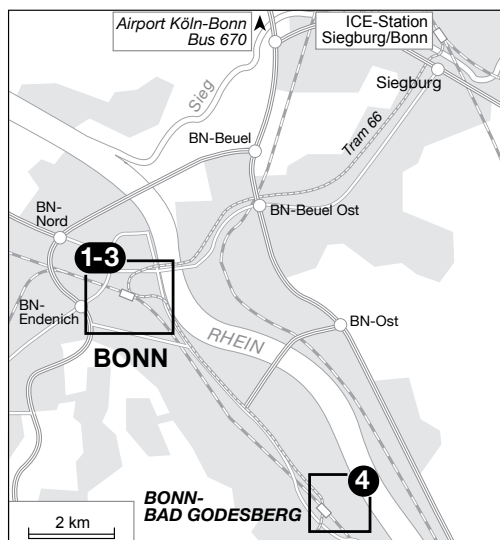 Airport Köln-Bonn
Bus 670
ICE-Station
Siegburg/Bonn
Sieg
Siegburg
BN-Beuel
Tram 66
BN-
Nord
BN-Beuel Ost
1-3
BN-
Endenich
RHEIN
BN-Ost
BONN
4
BONN-
BAD GODESBERG
2 km